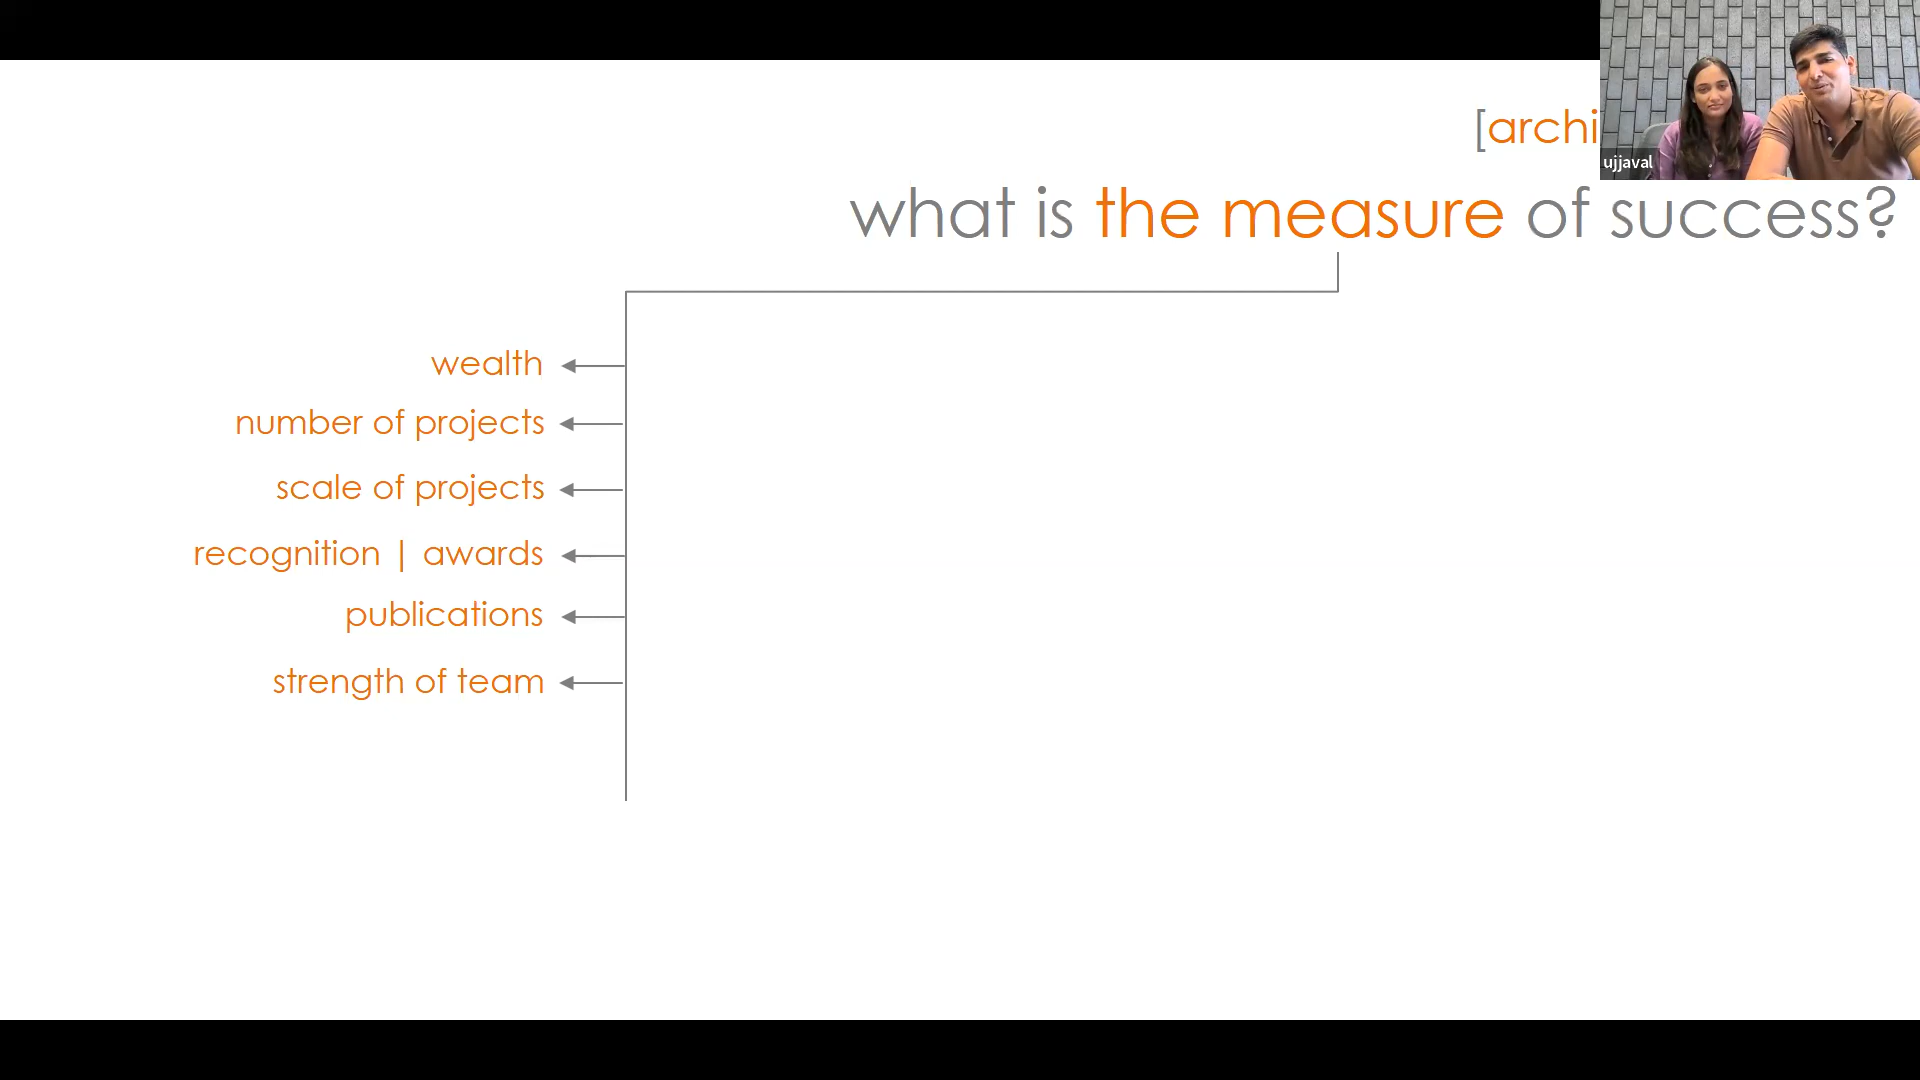 [archi
ujjaval
what is the measure of success?
wealth
number of projects
scale of projects
recognition | awards
publications
strength of team